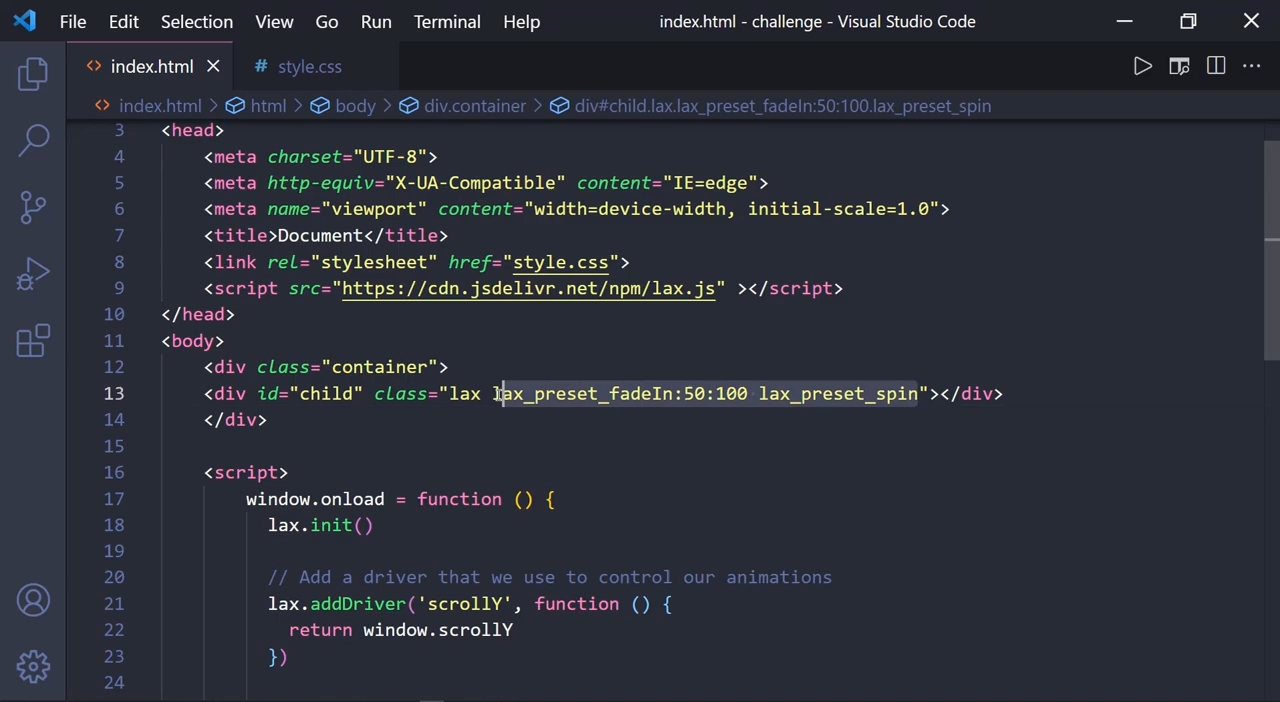 File Edit Selection View Go Run Terminal Help index.html - challenge - Visual Studio Code
<> index.html # style.css
<> index.html > html > body > div.container > div#child.lax.lax_preset_fadeIn:50:100.lax_preset_spin
3 <head>
4 <meta charset="UTF-8">
5 <meta http-equiv="X-UA-Compatible" content="IE=edge">
6 <meta name="viewport" content="width=device-width, initial-scale=1.0">
7 <title>Document</title>
8 <link rel="stylesheet" href="style.css">
9 <script src="https://cdn.jsdelivr.net/npm/lax.js" ></script>
10 </head>
11 <body>
12 <div class="container">
13 <div id="child" class="lax lax_preset_fadeIn:50:100 lax_preset_spin"></div>
14 </div>
15
16 <script>
17 window.onload = function () {
18 lax.init()
19
20 // Add a driver that we use to control our animations
21 lax.addDriver('scrollY', function () {
22 return window.scrollY
23 })
24